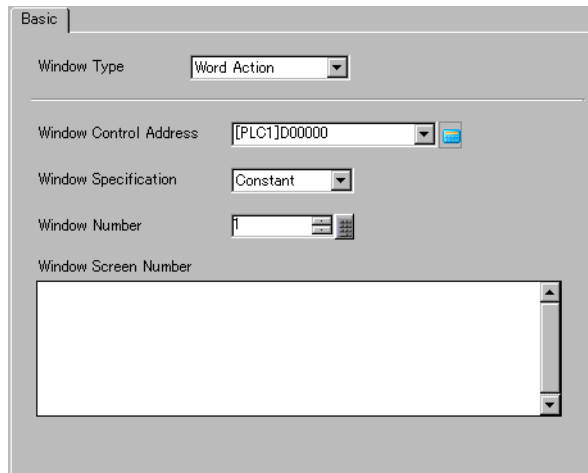 Basic
Window Type Word Action
Window Control Address [PLC1]D00000
Window Specification Constant
Window Number 1
Window Screen Number